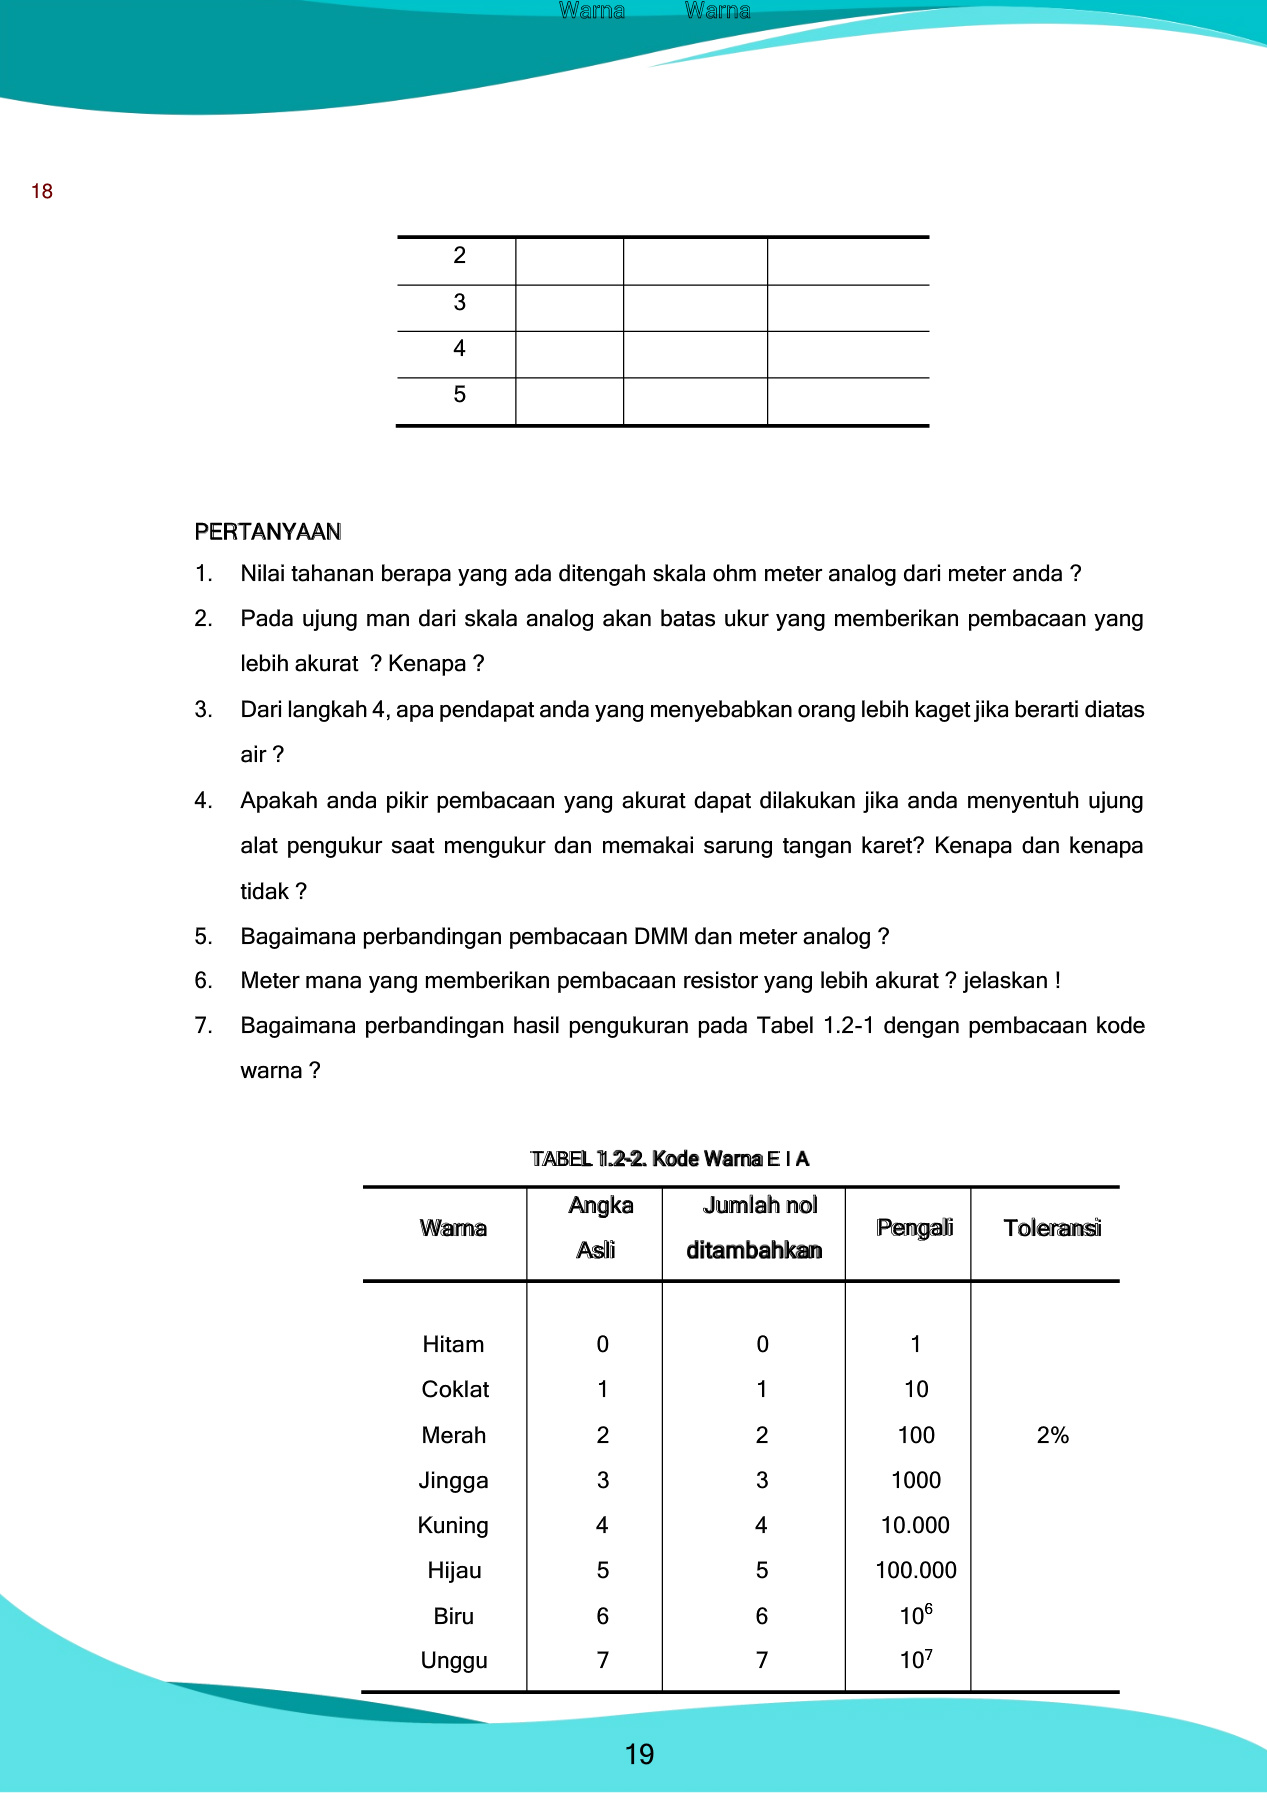 Warna Warna
18
2
3
4
5
PERTANYAAN
1. Nilai tahanan berapa yang ada ditengah skala ohm meter analog dari meter anda ?
2. Pada ujung man dari skala analog akan batas ukur yang memberikan pembacaan yang
lebih akurat ? Kenapa ?
3. Dari langkah 4, apa pendapat anda yang menyebabkan orang lebih kaget jika berarti diatas
air ?
4. Apakah anda pikir pembacaan yang akurat dapat dilakukan jika anda menyentuh ujung
alat pengukur saat mengukur dan memakai sarung tangan karet? Kenapa dan kenapa
tidak ?
5. Bagaimana perbandingan pembacaan DMM dan meter analog ?
6. Meter mana yang memberikan pembacaan resistor yang lebih akurat ? jelaskan !
7. Bagaimana perbandingan hasil pengukuran pada Tabel 1.2-1 dengan pembacaan kode
warna ?
TABEL 1.2-2. Kode Warna E I A
Warna Angka Asli Jumlah nol ditambahkan Pengali Toleransi
Hitam 0 0 1
Coklat 1 1 10
Merah 2 2 100 2%
Jingga 3 3 1000
Kuning 4 4 10.000
Hijau 5 5 100.000
Biru 6 6 10⁶
Unggu 7 7 10⁷
19